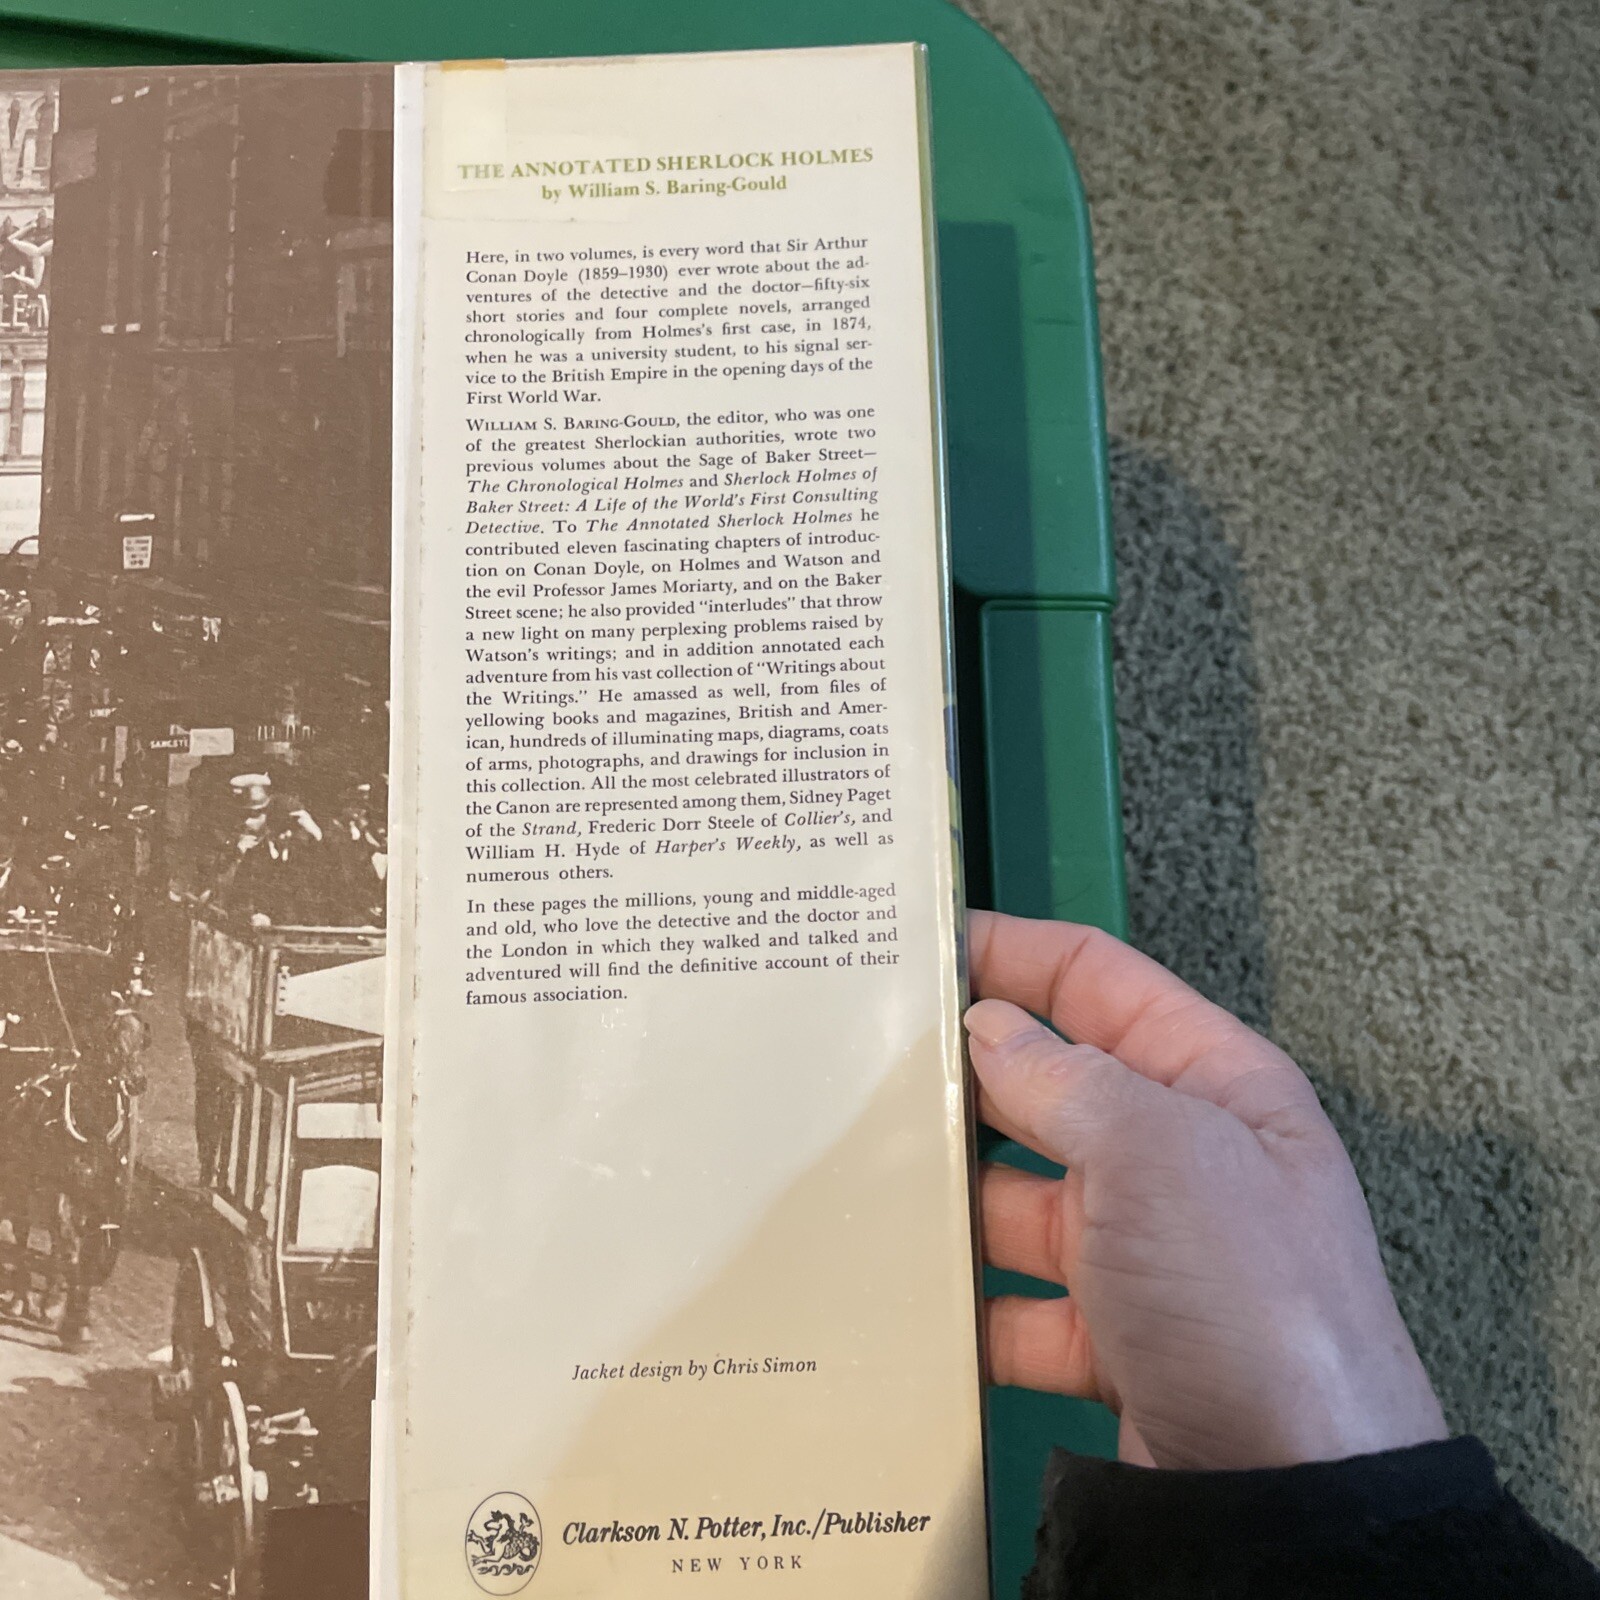 THE ANNOTATED SHERLOCK HOLMES
by William S. Baring-Gould
Here, in two volumes, is every word that Sir Arthur
Conan Doyle (1859–1930) ever wrote about the ad-
ventures of the detective and the doctor—fifty-six
short stories and four complete novels, arranged
chronologically from Holmes's first case, in 1874,
when he was a university student, to his signal ser-
vice to the British Empire in the opening days of the
First World War.
WILLIAM S. BARING-GOULD, the editor, who was one
of the greatest Sherlockian authorities, wrote two
previous volumes about the Sage of Baker Street—
The Chronological Holmes and Sherlock Holmes of
Baker Street: A Life of the World's First Consulting
Detective. To The Annotated Sherlock Holmes he
contributed eleven fascinating chapters of introduc-
tion on Conan Doyle, on Holmes and Watson and
the evil Professor James Moriarty, and on the Baker
Street scene; he also provided "interludes" that throw
a new light on many perplexing problems raised by
Watson's writings; and in addition annotated each
adventure from his vast collection of "Writings about
the Writings." He amassed as well, from files of
yellowing books and magazines, British and Amer-
ican, hundreds of illuminating maps, diagrams, coats
of arms, photographs, and drawings for inclusion in
this collection. All the most celebrated illustrators of
the Canon are represented among them, Sidney Paget
of the Strand, Frederic Dorr Steele of Collier's, and
William H. Hyde of Harper's Weekly, as well as
numerous others.
In these pages the millions, young and middle-aged
and old, who love the detective and the doctor and
the London in which they walked and talked and
adventured will find the definitive account of their
famous association.
Jacket design by Chris Simon
Clarkson N. Potter, Inc./Publisher
NEW YORK